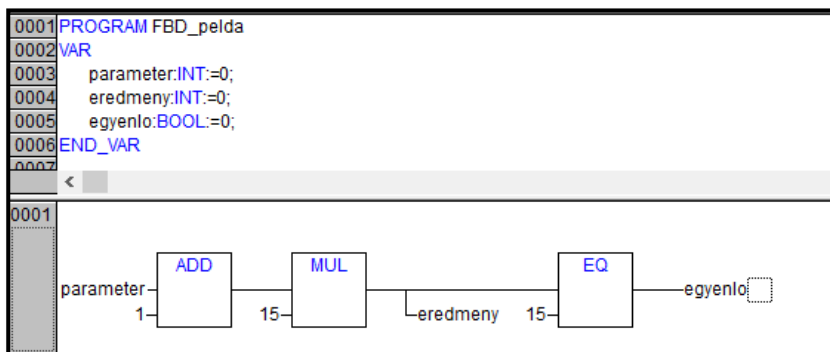 0001 PROGRAM FBD_pelda
0002 VAR
0003 parameter:INT:=0;
0004 eredmeny:INT:=0;
0005 egyenlo:BOOL:=0;
0006 END_VAR
0007
<
0001
ADD MUL EQ
parameter egyenlo
1 15 eredmeny 15